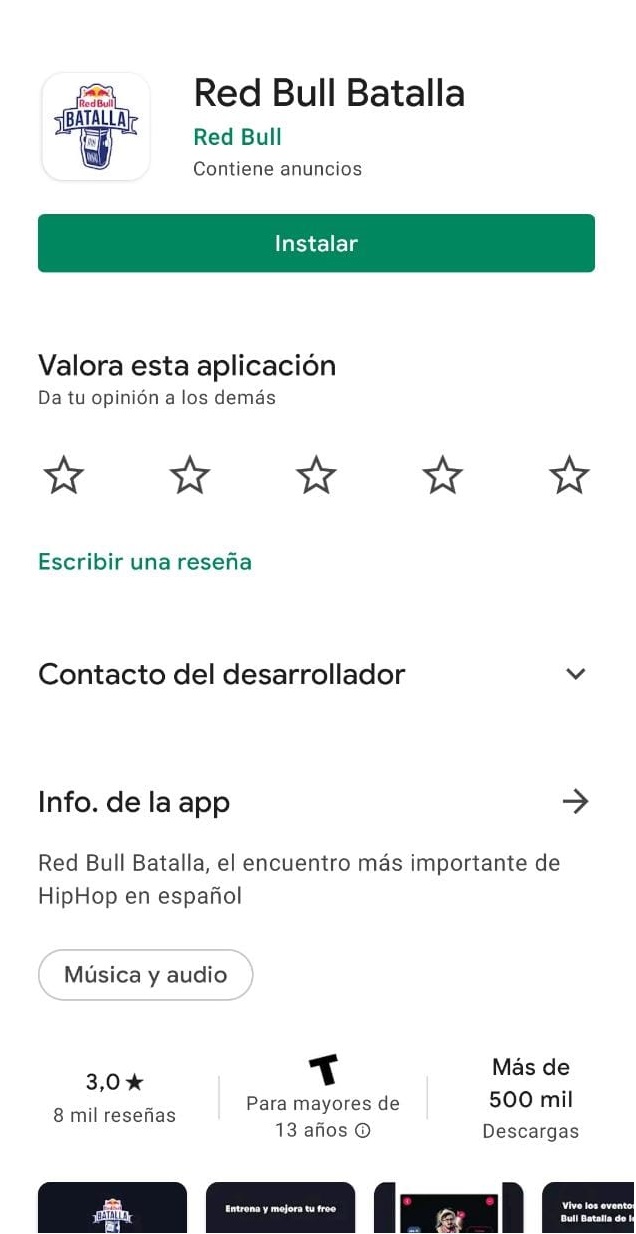 Red Bull
BATALLA
Red Bull Batalla
Red Bull
Contiene anuncios
Instalar
Valora esta aplicación
Da tu opinión a los demás
Escribir una reseña
Contacto del desarrollador
Info. de la app
Red Bull Batalla, el encuentro más importante de
HipHop en español
Música y audio
3,0★
8 mil reseñas
T
Para mayores de
13 años
Más de
500 mil
Descargas
BATALLA
Entrena y mejora tu free
Vive los evento
Bull Batalla de